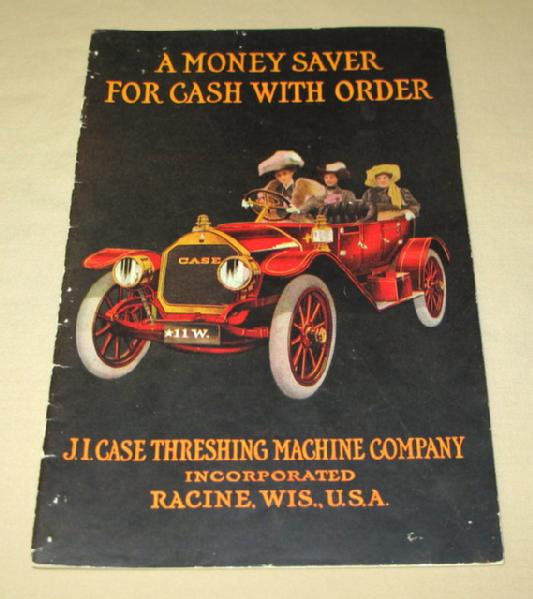 A MONEY SAVER
FOR CASH WITH ORDER
CASE
★11 W.
J.I. CASE THRESHING MACHINE COMPANY
INCORPORATED
RACINE, WIS., U.S.A.